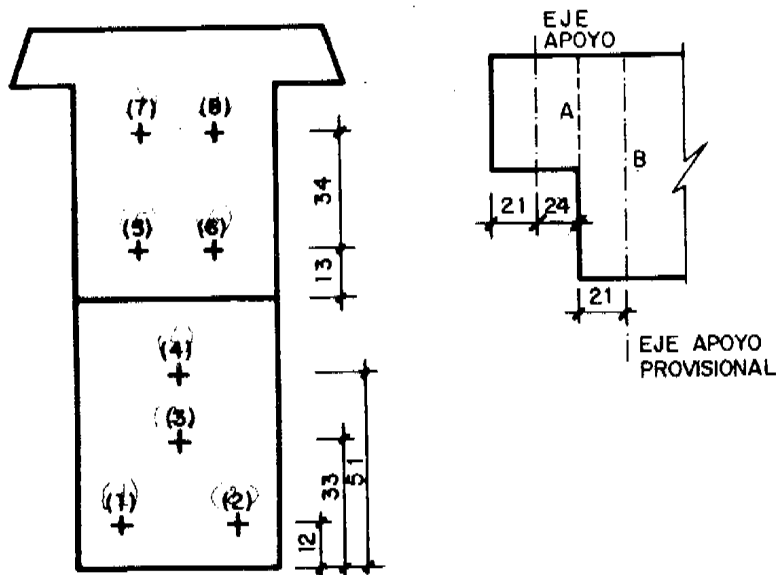 EJE
APOYO
(7) (8)
A
B
34
(5) (6)
13
21 24
21
EJE APOYO
PROVISIONAL
(4)
(3)
51
33
(1) (2)
12